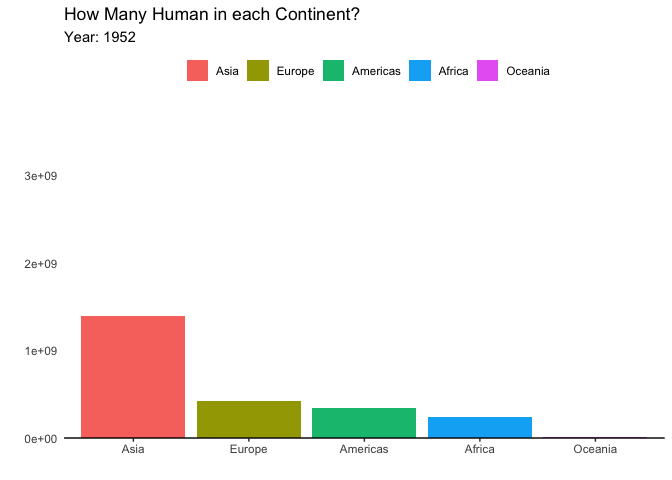 How Many Human in each Continent?
Year: 1952
Asia Europe Americas Africa Oceania
3e+09
2e+09
1e+09
0e+00
Asia Europe Americas Africa Oceania